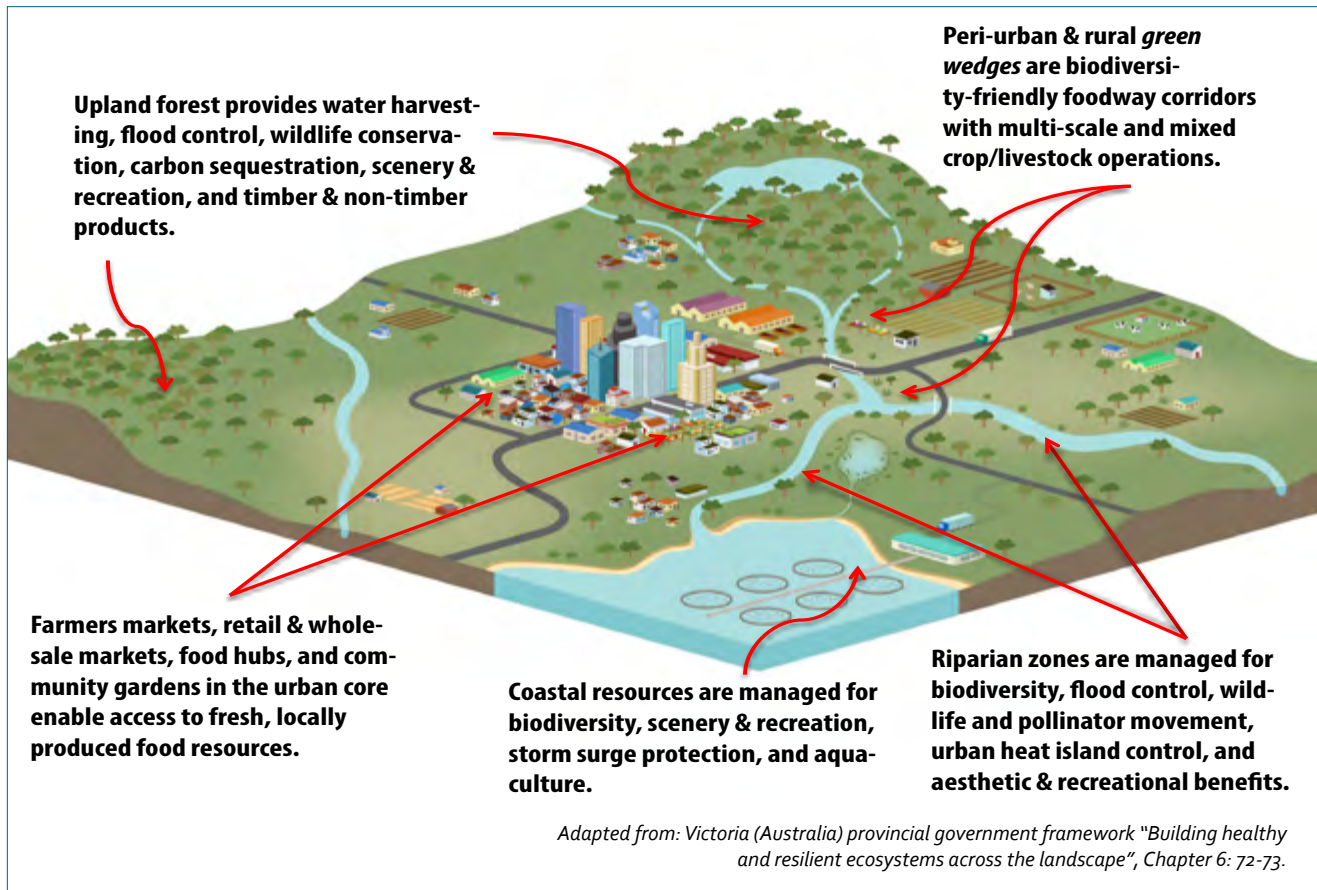 Peri-urban & rural green
wedges are biodiversi-
ty-friendly foodway corridors
with multi-scale and mixed
crop/livestock operations.
Upland forest provides water harvest-
ing, flood control, wildlife conserva-
tion, carbon sequestration, scenery &
recreation, and timber & non-timber
products.
Farmers markets, retail & whole-
sale markets, food hubs, and com-
munity gardens in the urban core
enable access to fresh, locally
produced food resources.
Coastal resources are managed for
biodiversity, scenery & recreation,
storm surge protection, and aqua-
culture.
Riparian zones are managed for
biodiversity, flood control, wild-
life and pollinator movement,
urban heat island control, and
aesthetic & recreational benefits.
Adapted from: Victoria (Australia) provincial government framework "Building healthy
and resilient ecosystems across the landscape", Chapter 6: 72-73.